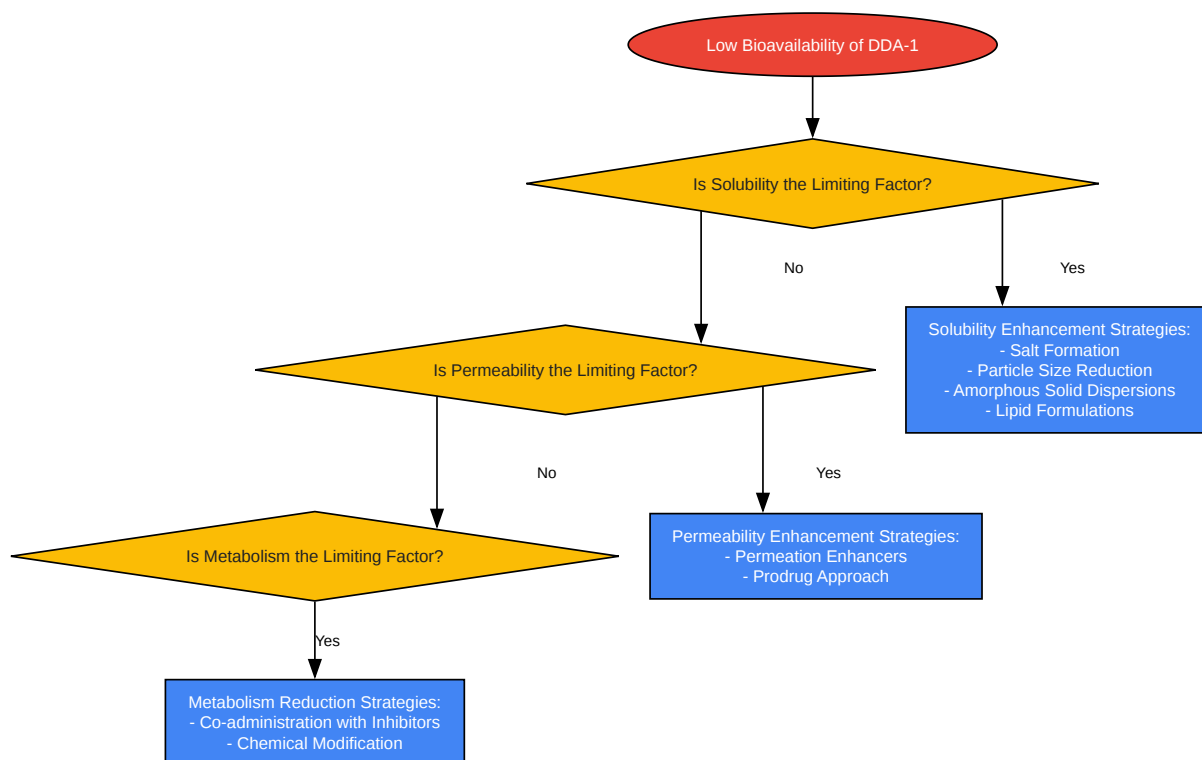 Low Bioavailability of DDA-1
Is Solubility the Limiting Factor?
No
Yes
Solubility Enhancement Strategies:
- Salt Formation
- Particle Size Reduction
- Amorphous Solid Dispersions
- Lipid Formulations
Is Permeability the Limiting Factor?
No
Yes
Permeability Enhancement Strategies:
- Permeation Enhancers
- Prodrug Approach
Is Metabolism the Limiting Factor?
Yes
Metabolism Reduction Strategies:
- Co-administration with Inhibitors
- Chemical Modification